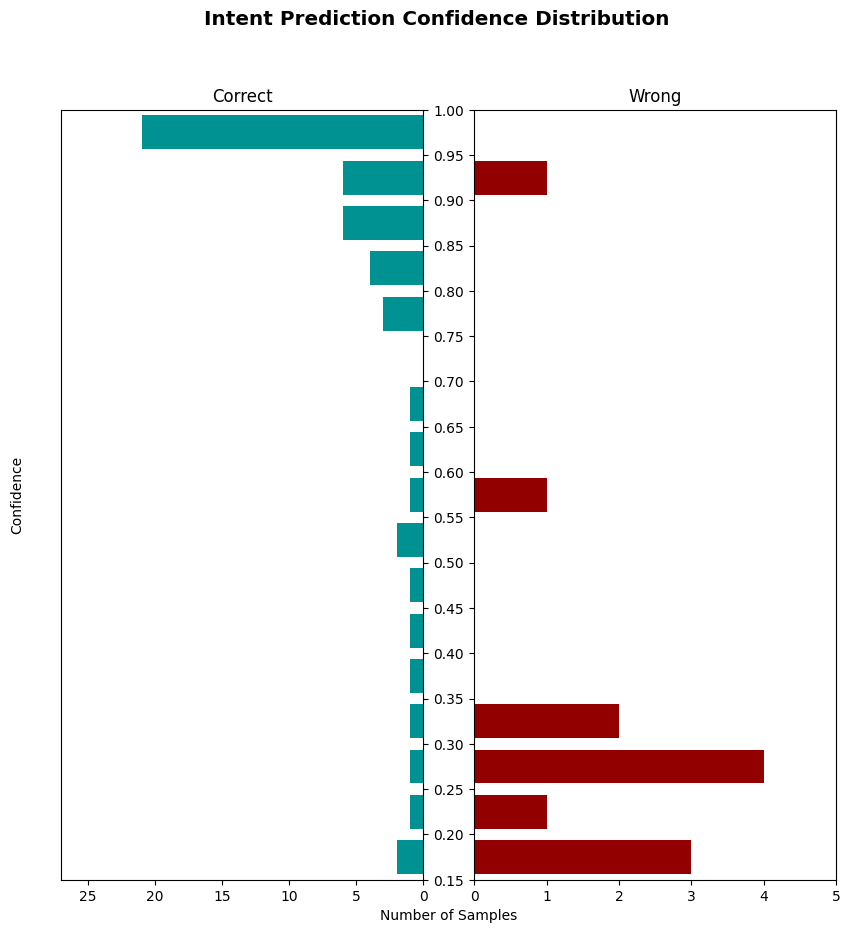 Intent Prediction Confidence Distribution
Correct
Wrong
1.00
0.95
0.90
0.85
0.80
0.75
0.70
0.65
0.60
0.55
0.50
0.45
0.40
0.35
0.30
0.25
0.20
0.15
Confidence
25 20 15 10 5 0
0 1 2 3 4 5
Number of Samples